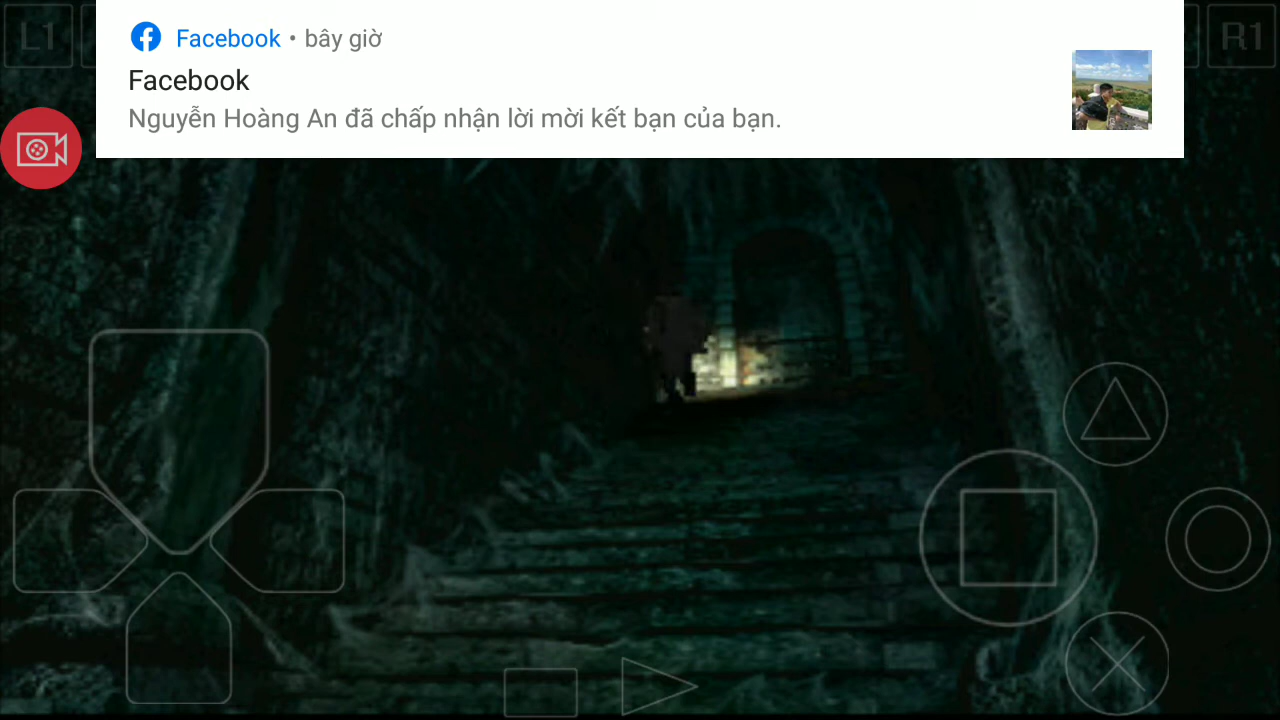 L1
R1
Facebook • bây giờ
Facebook
Nguyễn Hoàng An đã chấp nhận lời mời kết bạn của bạn.